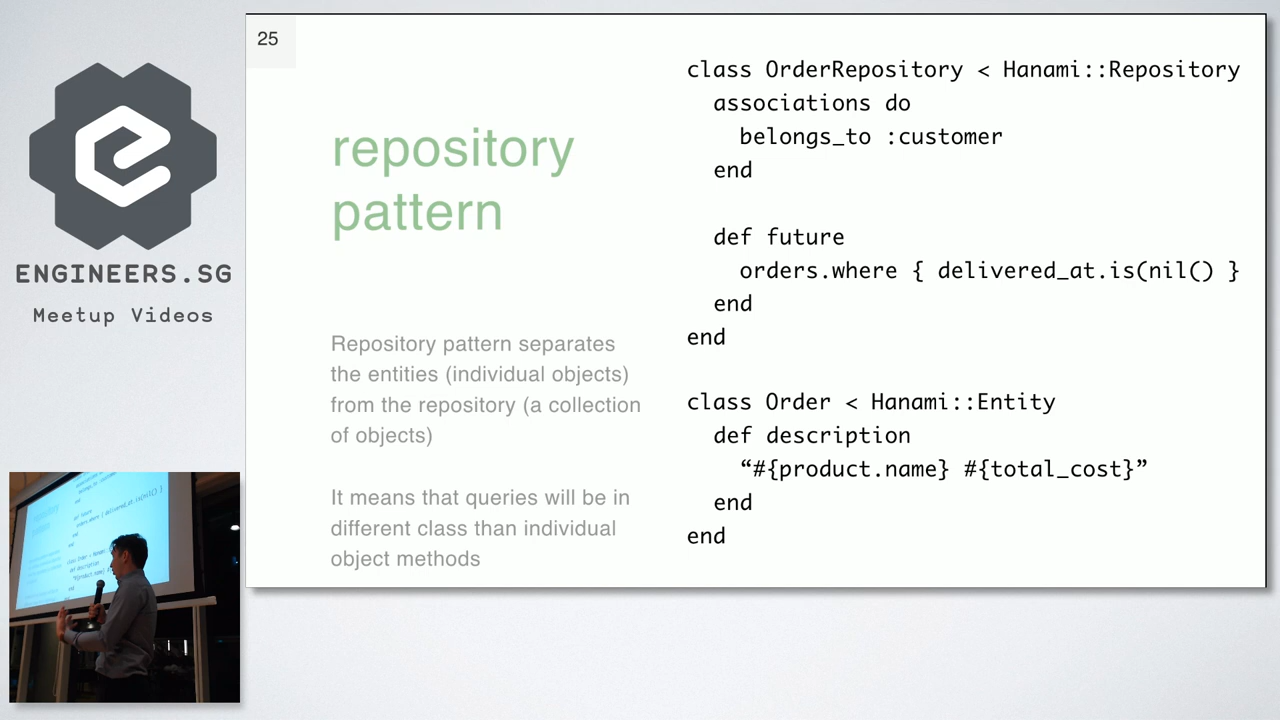 25
repository
pattern
Repository pattern separates
the entities (individual objects)
from the repository (a collection
of objects)
It means that queries will be in
different class than individual
object methods
class OrderRepository < Hanami::Repository
  associations do
    belongs_to :customer
  end
  def future
    orders.where { delivered_at.is(nil() }
  end
end
class Order < Hanami::Entity
  def description
    “#{product.name} #{total_cost}”
  end
end
ENGINEERS.SG
Meetup Videos